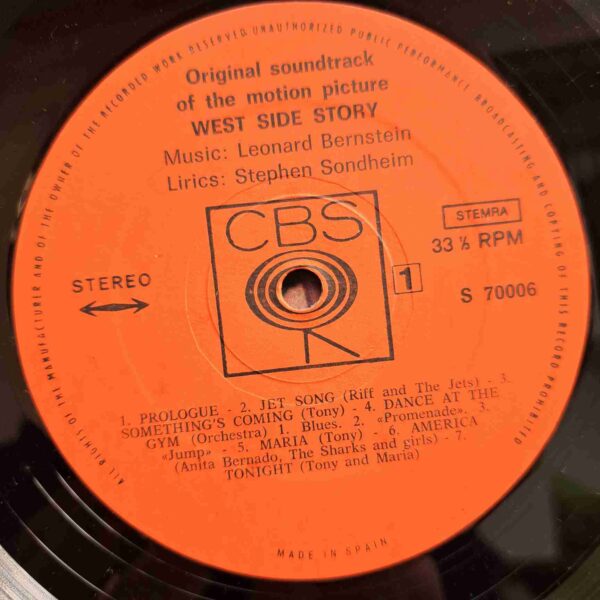 ALL RIGHTS OF THE MANUFACTURER AND OF THE OWNER OF THE RECORDED WORK RESERVED. UNAUTHORIZED PUBLIC PERFORMANCE, BROADCASTING AND COPYING OF THIS RECORD PROHIBITED
Original soundtrack
of the motion picture
WEST SIDE STORY
Music: Leonard Bernstein
Lirics: Stephen Sondheim
CBS
STEMRA
33 ⅓ RPM
STEREO
1
S 70006
1. PROLOGUE - 2. JET SONG (Riff and The Jets) - 3.
SOMETHING'S COMING (Tony) - 4. DANCE AT THE
GYM (Orchestra) 1. Blues. 2. «Promenade». 3.
«Jump» - 5. MARIA (Tony) - 6. AMERICA
(Anita Bernado, The Sharks and girls) - 7.
TONIGHT (Tony and Maria)
MADE IN SPAIN